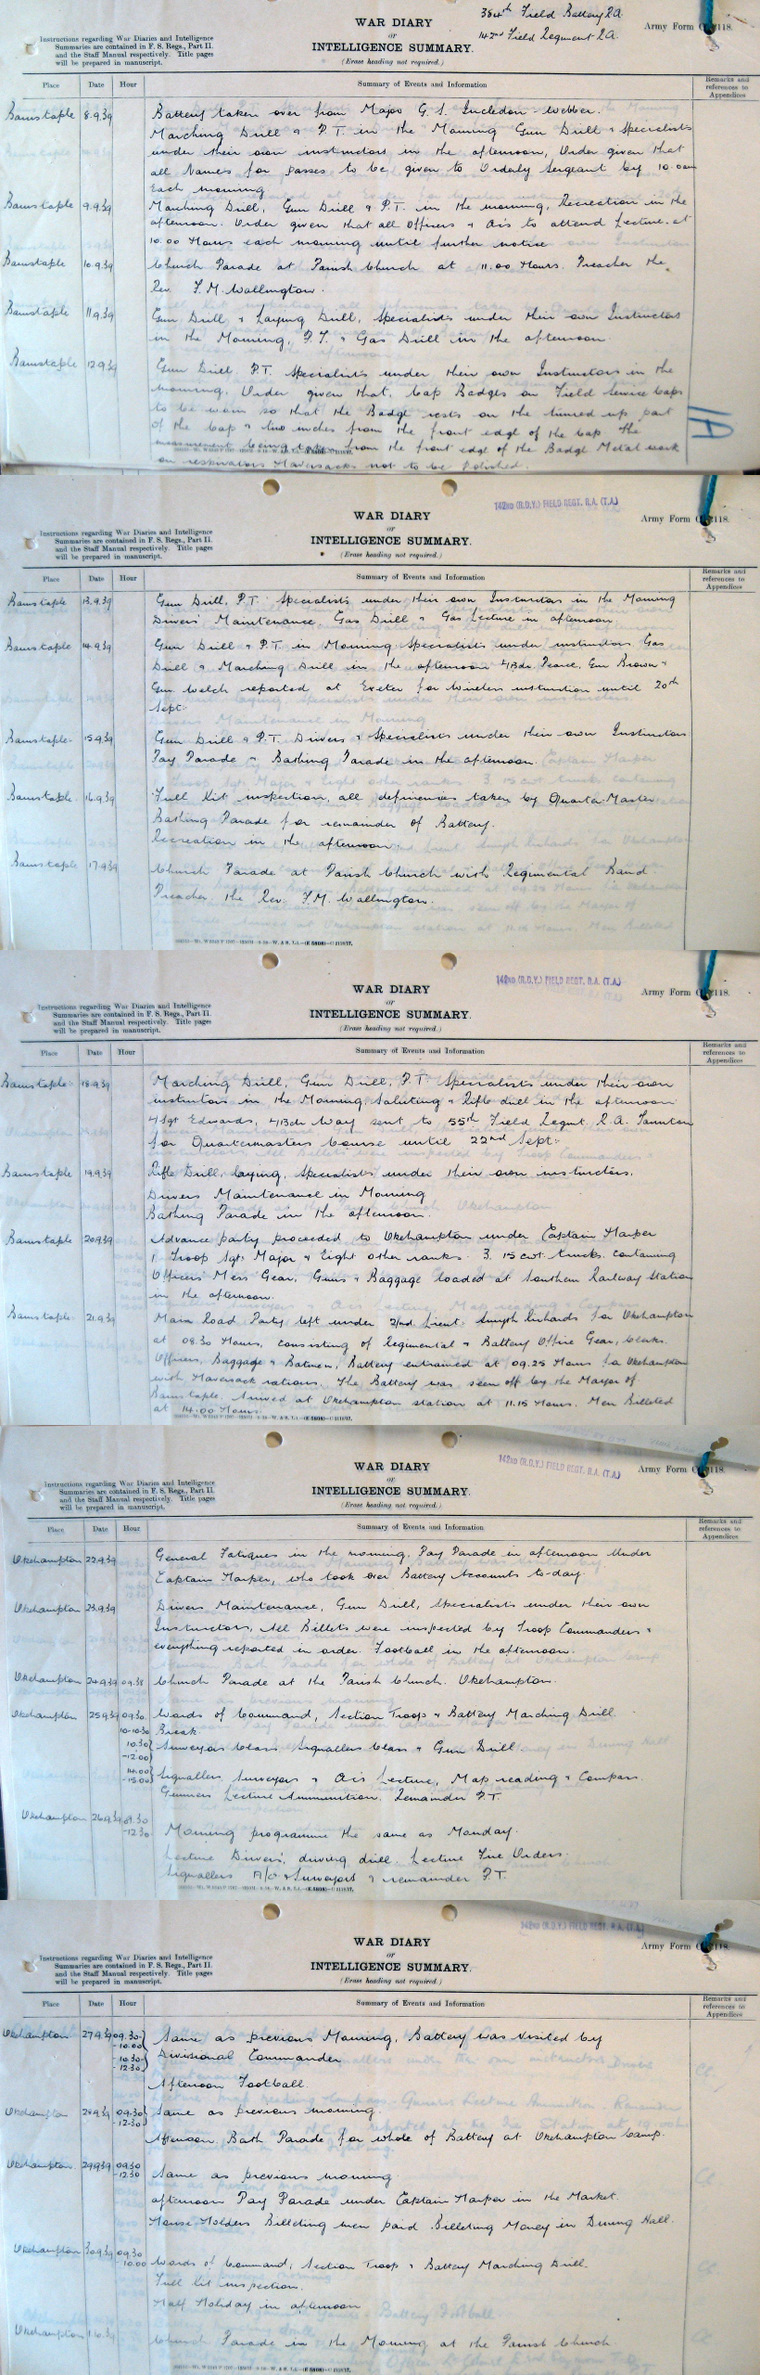 384th Field Battery R.A.
142nd Field Regiment R.A.
Army Form C. 2118.
WAR DIARY
or
INTELLIGENCE SUMMARY.
(Erase heading not required.)
Instructions regarding War Diaries and Intelligence
Summaries are contained in F. S. Regs., Part II.
and the Staff Manual respectively. Title pages
will be prepared in manuscript.
Place Date Hour Summary of Events and Information Remarks and references to Appendices
Barnstaple 8.9.39 Battery taken over from Major G. S. Incledon-Webber.
Marching Drill & P.T. in the Morning Gun Drill & Specialists
under their own instructors in the afternoon, Order given that
all Names for passes to be given to Orderly Sergeant by 10.00am
Each morning
Barnstaple 9.9.39 Marching Drill, Gun Drill & P.T. in the morning, Recreation in the
afternoon. Order given that all Officers & Ack's to attend Lecture at
10.00 Hours each morning until further notice
Barnstaple 10.9.39 Church Parade at Parish Church at 11.00 Hours. Preacher the
Rev. F. M. Wallington.
Barnstaple 11.9.39 Gun Drill & Laying Drill, Specialists under their own Instructors
in the Morning, P.T. & Gas Drill in the afternoon.
Barnstaple 12.9.39 Gun Drill P.T. Specialists under their own Instructors in the
morning. Order given that, Cap Badges on Field Service Caps
to be worn so that the Badge rests on the turned up part
of the Cap & two inches from the front edge of the Cap the
measurement being taken from the front edge of the Badge Metal work
on respirators Haversacks not to be Polished.
1A
142ND (R.D.Y.) FIELD REGT. R.A. (T.A.)
Army Form C. 2118.
WAR DIARY
or
INTELLIGENCE SUMMARY.
(Erase heading not required.)
Instructions regarding War Diaries and Intelligence
Summaries are contained in F. S. Regs., Part II.
and the Staff Manual respectively. Title pages
will be prepared in manuscript.
Place Date Hour Summary of Events and Information Remarks and references to Appendices
Barnstaple 13.9.39 Gun Drill, P.T. Specialists under their own Instructors in the Morning
Drivers Maintenance, Gas Drill & Gas Lecture in afternoon
Barnstaple 14.9.39 Gun Drill & P.T. in Morning Specialists under instructors Gas
Drill & Marching Drill in the afternoon L/Bdr. Pearce, Gnr Brown &
Gnr. Welch reported at Exeter for Wireless instruction until 20th
Sept.
Barnstaple 15.9.39 Gun Drill & P.T. Drivers & Specialists under their own Instructors
Pay Parade & Bathing Parade in the afternoon
Barnstaple 16.9.39 Full kit inspection, all deficiencies taken by Quarter-Master
Bathing Parade for remainder of Battery.
Recreation in the afternoon.
Barnstaple 17.9.39 Church Parade at Parish Church with Regimental Band
Preacher the Rev. F.M. Wallington.
142ND (R.D.Y.) FIELD REGT. R.A. (T.A.)
Army Form C. 2118.
WAR DIARY
or
INTELLIGENCE SUMMARY.
(Erase heading not required.)
Instructions regarding War Diaries and Intelligence
Summaries are contained in F. S. Regs., Part II.
and the Staff Manual respectively. Title pages
will be prepared in manuscript.
Place Date Hour Summary of Events and Information Remarks and references to Appendices
Barnstaple 18.9.39 Marching Drill, Gun Drill, P.T. Specialists under their own
instructors in the Morning, Saluting & Rifle drill in the afternoon
L/Sgt Edwards, L/Bdr Way sent to 55th Field Regmt. R.A. Taunton
for Quartermasters Course until 22nd Sept.
Barnstaple 19.9.39 Rifle Drill, laying, Specialists under their own instructors,
Drivers Maintenance in Morning
Bathing Parade in the afternoon.
Barnstaple 20.9.39 Advance party proceeded to Okehampton under Captain Harper
1 Troop Sgt. Major & Eight other ranks. 3. 15 cwt. trucks. containing
Officers' Mess Gear, Guns & Baggage loaded at Southern Railway Station
in the afternoon.
Barnstaple 21.9.39 Main Road Party left under 2nd Lieut. Smyth Richards for Okehampton
at 08.30 Hours, consisting of Regimental & Battery Office Gear, Clerks.
Officers, Baggage & Batmen, Battery entrained at 09.25 Hours for Okehampton
with Haversack rations, The Battery was seen off by the Mayor of
Barnstaple, Arrived at Okehampton station at 11.15 Hours. Men Billeted
at 14.00 Hours.
142ND (R.D.Y.) FIELD REGT. R.A. (T.A.)
Army Form C. 2118.
WAR DIARY
or
INTELLIGENCE SUMMARY.
(Erase heading not required.)
Instructions regarding War Diaries and Intelligence
Summaries are contained in F. S. Regs., Part II.
and the Staff Manual respectively. Title pages
will be prepared in manuscript.
Place Date Hour Summary of Events and Information Remarks and references to Appendices
Okehampton 22.9.39 General Fatigues in the morning, Pay Parade in afternoon Under
Captain Harper, who took over Battery Accounts to-day.
Okehampton 23.9.39 Drivers Maintenance, Gun Drill, Specialists under their own
Instructors, All Billets were inspected by Troop Commanders &
everything reported in order. Football in the afternoon.
Okehampton 24.9.39 Church Parade at the Parish Church. Okehampton.
Okehampton 25.9.39 09.30 Words of Command, Section Troop & Battery Marching Drill
10-10.30 Break.
10.30 -12.00 Surveyors Class Signallers Class & Gun Drill
14.00 -15.00 Signallers, Surveyors & Ack's Lecture, Map reading & Compass.
Gunners Lecture Ammunition, Remainder P.T.
Okehampton 26.9.39 09.30 -12.30 Morning programme the same as Monday.
Lecture Drivers', driving drill. Lecture Fire Orders.
Signallers A/c & Surveyors & remainder P.T.
142ND (R.D.Y.) FIELD REGT. R.A. (T.A.)
Army Form C. 2118.
WAR DIARY
or
INTELLIGENCE SUMMARY.
(Erase heading not required.)
Instructions regarding War Diaries and Intelligence
Summaries are contained in F. S. Regs., Part II.
and the Staff Manual respectively. Title pages
will be prepared in manuscript.
Place Date Hour Summary of Events and Information Remarks and references to Appendices
Okehampton 27.9.39 09.30 -10.00 Same as previous Morning, Battery was visited by
-10.30 -12.30 Divisional Commander
Afternoon Football.
Okehampton 28.9.39 09.30 -12.30 Same as previous morning
Afternoon. Bath Parade, for whole of Battery at Okehampton Camp.
Okehampton 29.9.39 09.30 -12.30 Same as previous morning
afternoon Pay Parade under Captain Harper in the Market.
House Holders Billeting men paid Billeting Money in Dining Hall.
Okehampton 30.9.39 09.30 -10.00 Words of Command, Section Troop & Battery Marching Drill.
Full kit inspection.
Half Holiday in afternoon
Okehampton 1.10.39 Church Parade in the Morning at the Parish Church